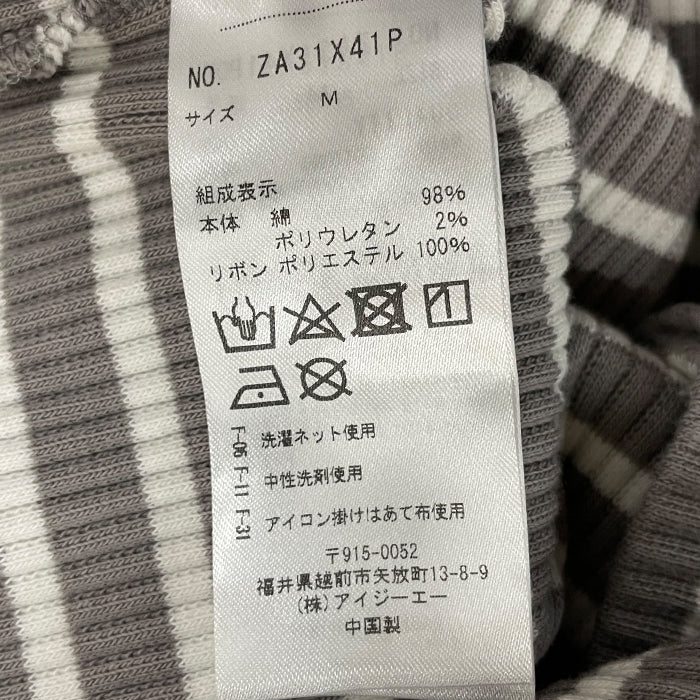 NO. ZA31X41P
サイズ M
組成表示
本体 綿 98%
ポリウレタン 2%
リボン ポリエステル 100%
F-06 洗濯ネット使用
F-11 中性洗剤使用
F-31 アイロン掛けはあて布使用
〒915-0052
福井県越前市矢放町13-8-9
(株)アイジーエー
中国製